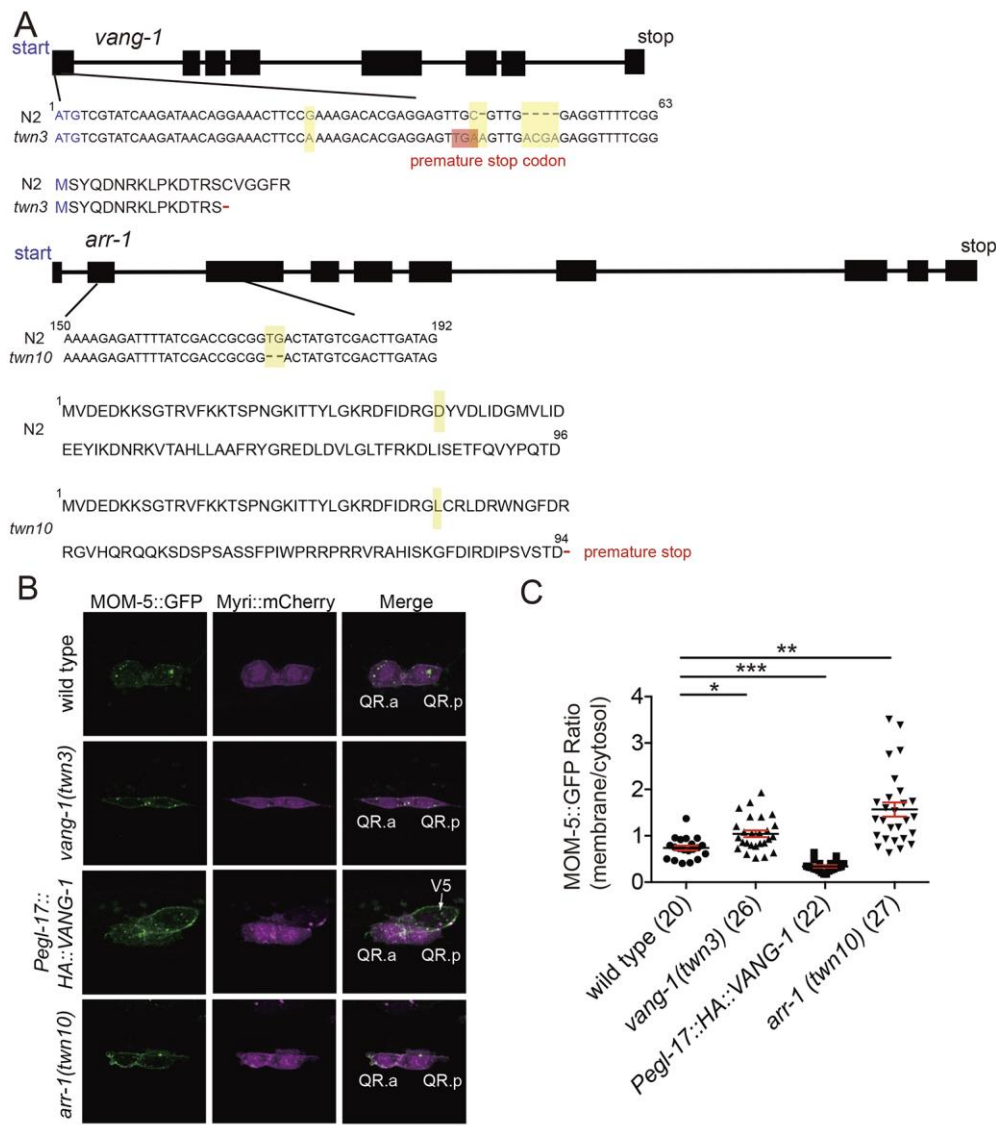 A
start vang-1 stop
1 63
N2 ATGTCGTATCAAGATAACAGGAAACTTCCGAAAGACACGAGGAGTTGC-GTTG----GAGGTTTTCGG
twn3 ATGTCGTATCAAGATAACAGGAAACTTCCAAAAGACACGAGGAGTTGAAGTTGACGAGAGGTTTTCGG
premature stop codon
N2 MSYQDNRKLPKDTRSCVGGFR
twn3 MSYQDNRKLPKDTRS-
start arr-1 stop
150 192
N2 AAAAGAGATTTTATCGACCGCGGTGACTATGTCGACTTGATAG
twn10 AAAAGAGATTTTATCGACCGCGG--ACTATGTCGACTTGATAG
1
N2 MVDEDKKSGTRVFKKTSPNGKITTYLGKRDFIDRGDYVDLIDGMVLID
96
EEYIKDNRKVTAHLLAAFRYGREDLDVLGLTFRKDLISETFQVYPQTD
1
twn10 MVDEDKKSGTRVFKKTSPNGKITTYLGKRDFIDRGLCRLDRWNGFDR
94
RGVHQRQQKSDSPSASSFPIWPRRPRRVRAHISKGFDIRDIPSVSTD- premature stop
B
MOM-5::GFP Myri::mCherry Merge
wild type QR.a QR.p
vang-1(twn3) QR.a QR.p
Pegl-17::
HA::VANG-1 V5 QR.a QR.p
arr-1(twn10) QR.a QR.p
C
**
***
*
MOM-5::GFP Ratio
(membrane/cytosol)
4
3
2
1
0
wild type (20)
vang-1(twn3) (26)
Pegl-17::HA::VANG-1 (22)
arr-1 (twn10) (27)